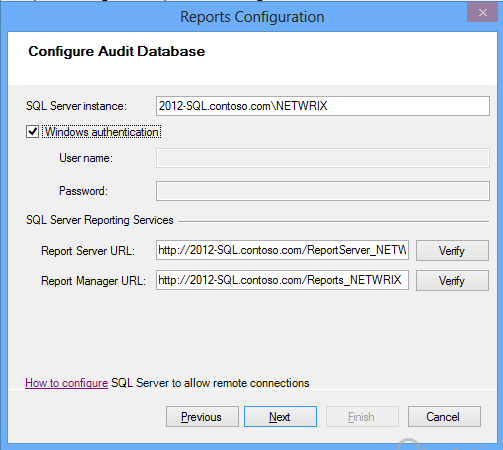 Reports Configuration
Configure Audit Database
SQL Server instance: 2012-SQL.contoso.com\NETWRIX
Windows authentication
User name:
Password:
SQL Server Reporting Services
Report Server URL: http://2012-SQL.contoso.com/ReportServer_NETW Verify
Report Manager URL: http://2012-SQL.contoso.com/Reports_NETWRIX Verify
How to configure SQL Server to allow remote connections
Previous Next Finish Cancel